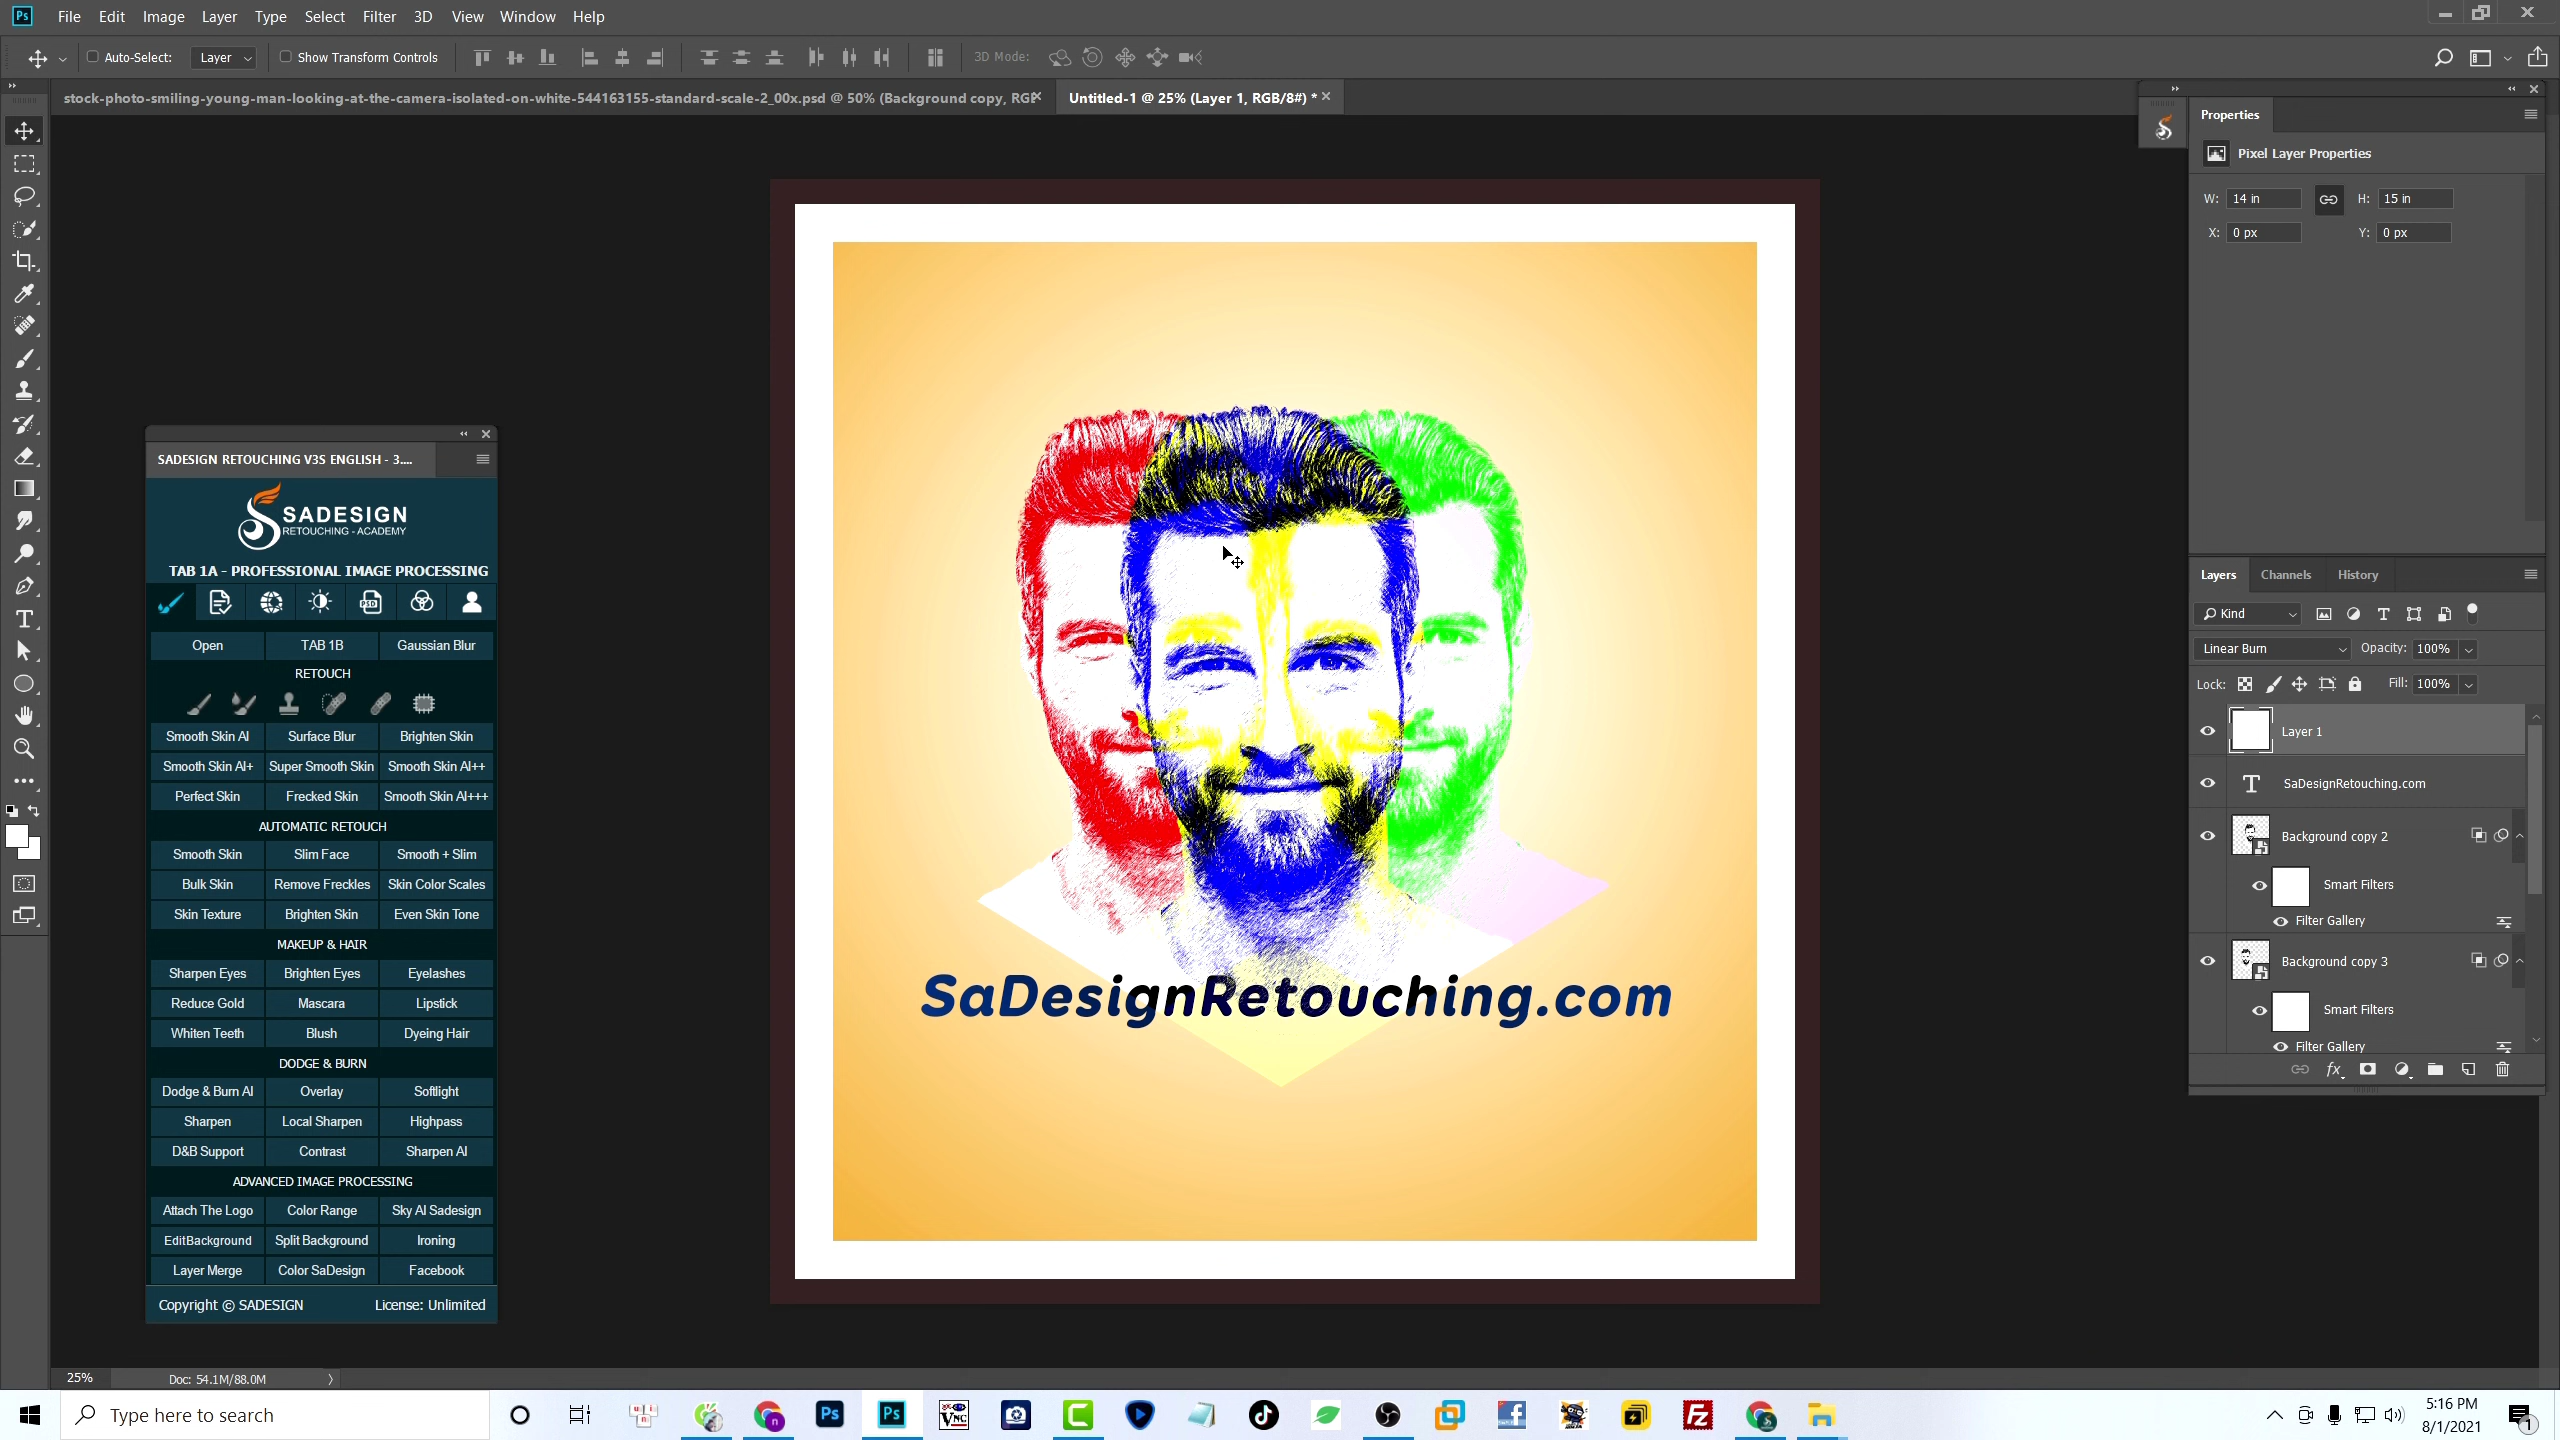 Ps File Edit Image Layer Type Select Filter 3D View Window Help
Auto-Select: Layer Show Transform Controls 3D Mode:
stock-photo-smiling-young-man-looking-at-the-camera-isolated-on-white-544163155-standard-scale-2_00x.psd @ 50% (Background copy, RGB
Untitled-1 @ 25% (Layer 1, RGB/8#) *
Properties
Pixel Layer Properties
W: 14 in H: 15 in
X: 0 px Y: 0 px
SADESIGN RETOUCHING V3S ENGLISH - 3....
SADESIGN
RETOUCHING - ACADEMY
TAB 1A - PROFESSIONAL IMAGE PROCESSING
PSD
Open TAB 1B Gaussian Blur
RETOUCH
Smooth Skin AI Surface Blur Brighten Skin
Smooth Skin AI+ Super Smooth Skin Smooth Skin AI++
Perfect Skin Frecked Skin Smooth Skin AI+++
AUTOMATIC RETOUCH
Smooth Skin Slim Face Smooth + Slim
Bulk Skin Remove Freckles Skin Color Scales
Skin Texture Brighten Skin Even Skin Tone
MAKEUP & HAIR
Sharpen Eyes Brighten Eyes Eyelashes
Reduce Gold Mascara Lipstick
Whiten Teeth Blush Dyeing Hair
DODGE & BURN
Dodge & Burn AI Overlay Softlight
Sharpen Local Sharpen Highpass
D&B Support Contrast Sharpen AI
ADVANCED IMAGE PROCESSING
Attach The Logo Color Range Sky AI Sadesign
EditBackground Split Background Ironing
Layer Merge Color SaDesign Facebook
Copyright © SADESIGN License: Unlimited
SaDesignRetouching.com
Layers Channels History
Kind
Linear Burn Opacity: 100%
Lock: Fill: 100%
Layer 1
SaDesignRetouching.com
Background copy 2
Smart Filters
Filter Gallery
Background copy 3
Smart Filters
Filter Gallery
fx
25% Doc: 54.1M/88.0M
Type here to search
Ps Ps VNC Fz
5:16 PM
8/1/2021
1